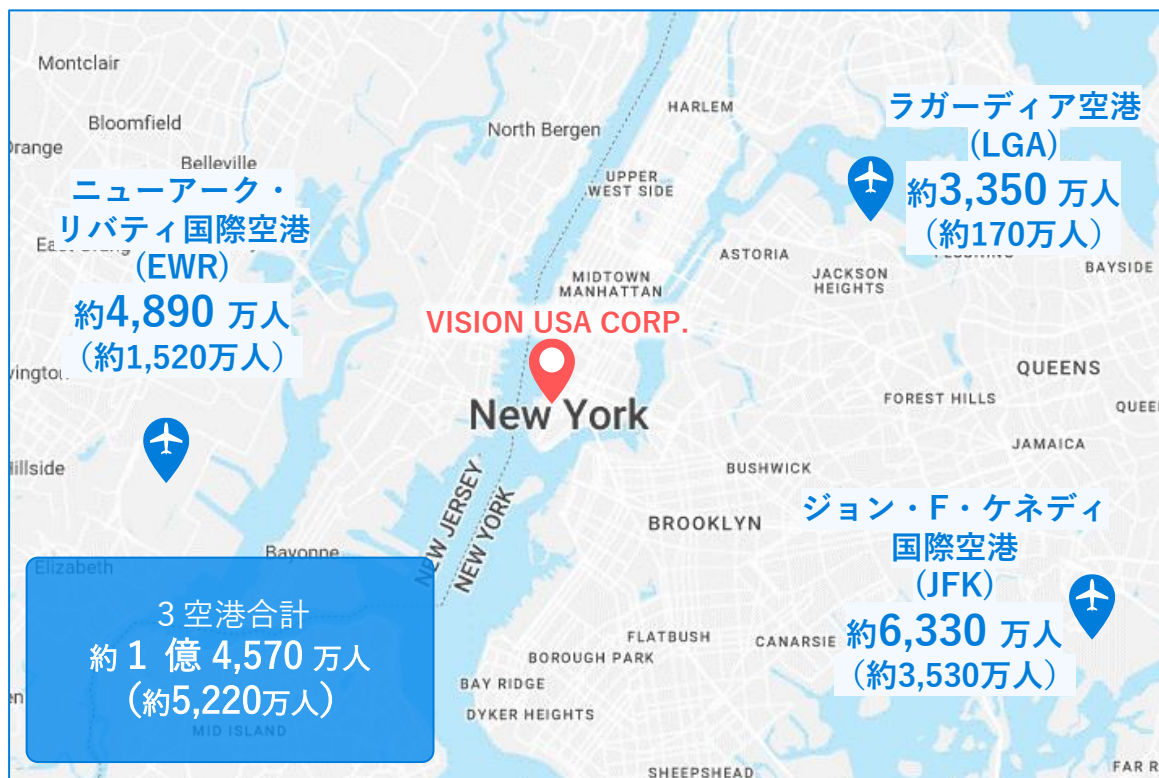 Montclair
HARLEM
ラガーディア空港
(LGA)
約3,350 万人
（約170万人）
Bloomfield
North Bergen
Orange
Belleville
UPPER
WEST SIDE
ニューアーク・
リバティ国際空港
(EWR)
約4,890 万人
（約1,520万人）
ASTORIA
JACKSON
HEIGHTS
BAYSIDE
MIDTOWN
MANHATTAN
VISION USA CORP.
New York
QUEENS
FOREST HILLS
JAMAICA
Hillside
BUSHWICK
NEW JERSEY
NEW YORK
BROOKLYN
ジョン・F・ケネディ
国際空港
(JFK)
約6,330 万人
（約3,530万人）
Bayonne
Elizabeth
3 空港合計
約 1 億 4,570 万人
（約5,220万人）
MID ISLAND
FLATBUSH
CANARSIE
BOROUGH PARK
BAY RIDGE
DYKER HEIGHTS
SHEEPSHEAD
FAR R